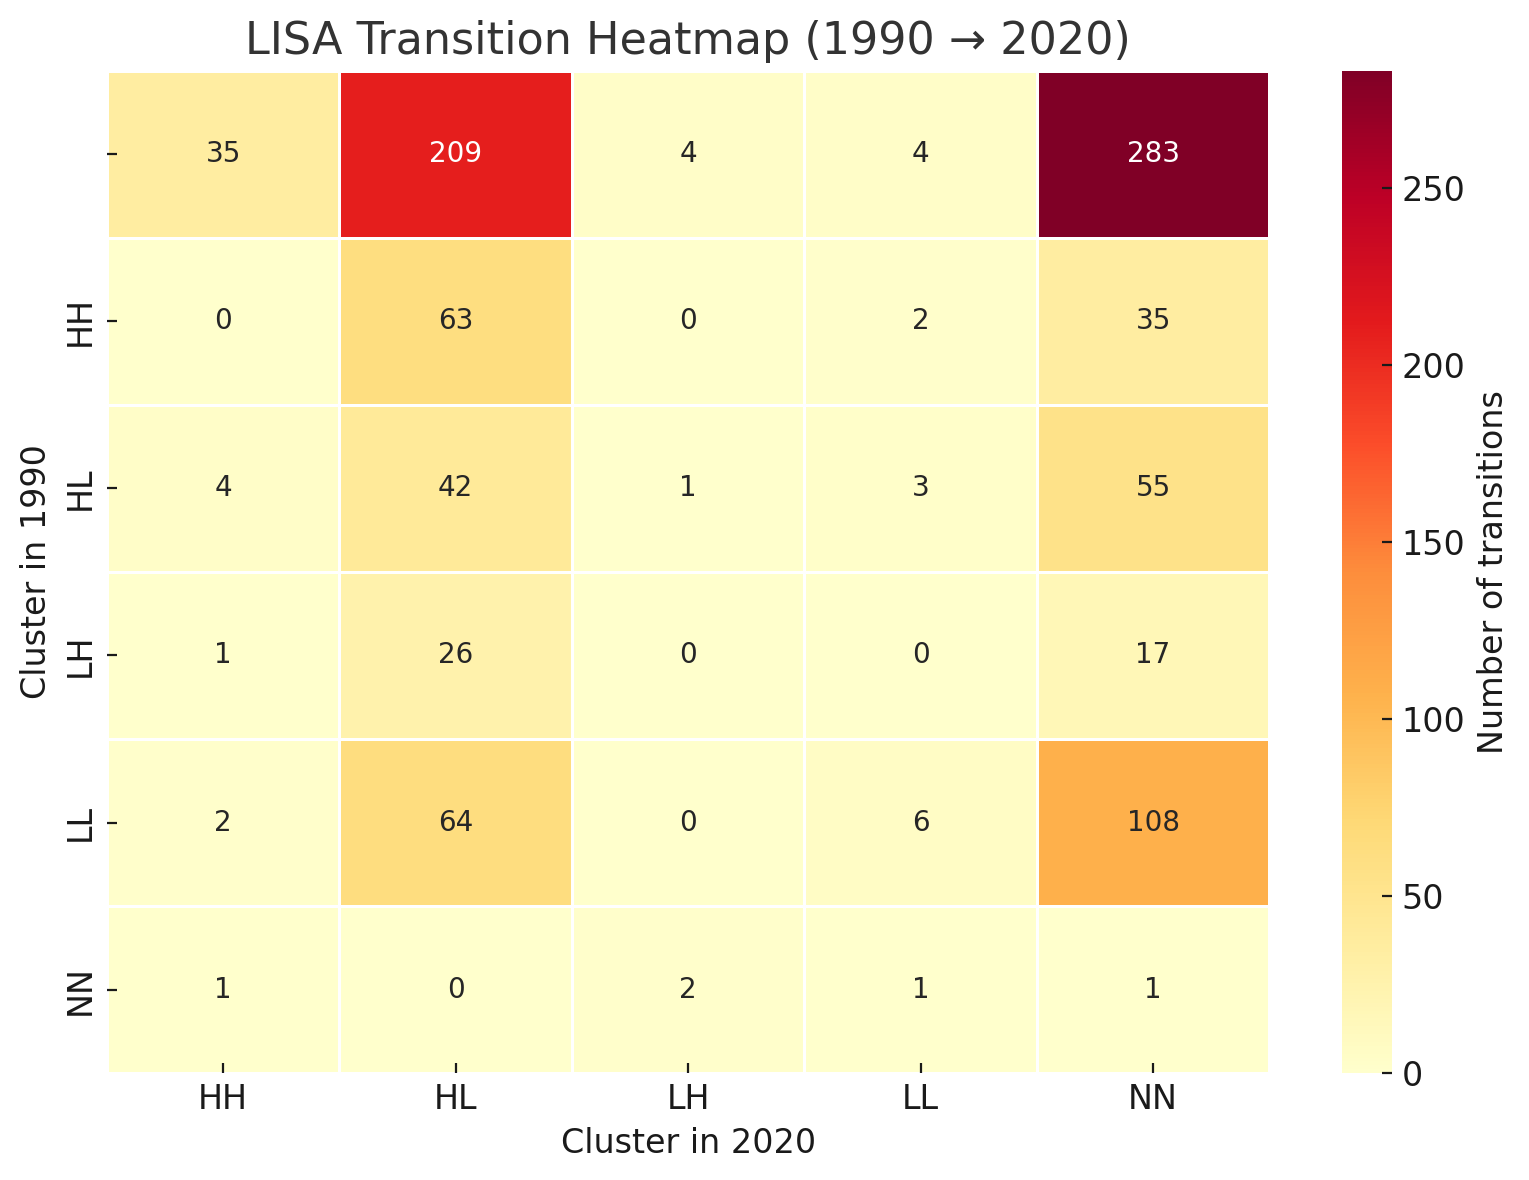 LISA Transition Heatmap (1990 → 2020)
35 209 4 4 283
HH 0 63 0 2 35
HL 4 42 1 3 55
LH 1 26 0 0 17
LL 2 64 0 6 108
NN 1 0 2 1 1
HH HL LH LL NN
Cluster in 2020
Cluster in 1990
250
200
150
100
50
0
Number of transitions